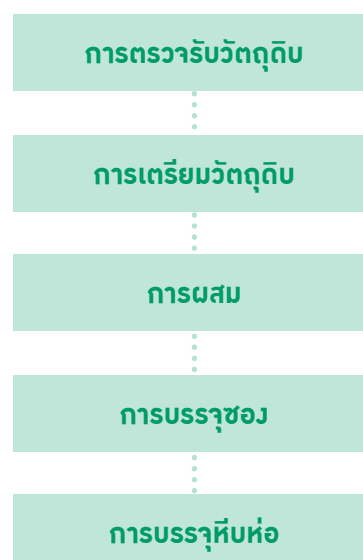 การตรวจรับวัตถุดิบ
การเตรียมวัตถุดิบ
การผสม
การบรรจุซอง
การบรรจุหีบห่อ